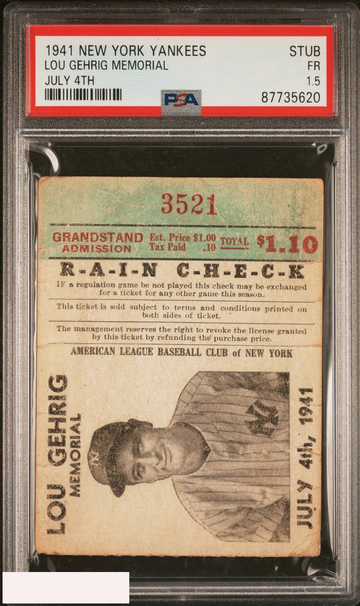 1941 NEW YORK YANKEES STUB
LOU GEHRIG MEMORIAL FR
JULY 4TH 1.5
PSA 87735620
3521
GRANDSTAND ADMISSION Est. Price $1.00 Tax Paid .10 TOTAL $1.10
R-A-I-N C-H-E-C-K
IF a regulation game be not played this check may be exchanged
for a ticket for any other game this season.
This ticket is sold subject to terms and conditions printed on
both sides of ticket.
The management reserves the right to revoke the license granted
by this ticket by refunding the purchase price.
AMERICAN LEAGUE BASEBALL CLUB of NEW YORK
LOU GEHRIG
MEMORIAL
NY
NY
JULY 4th, 1941